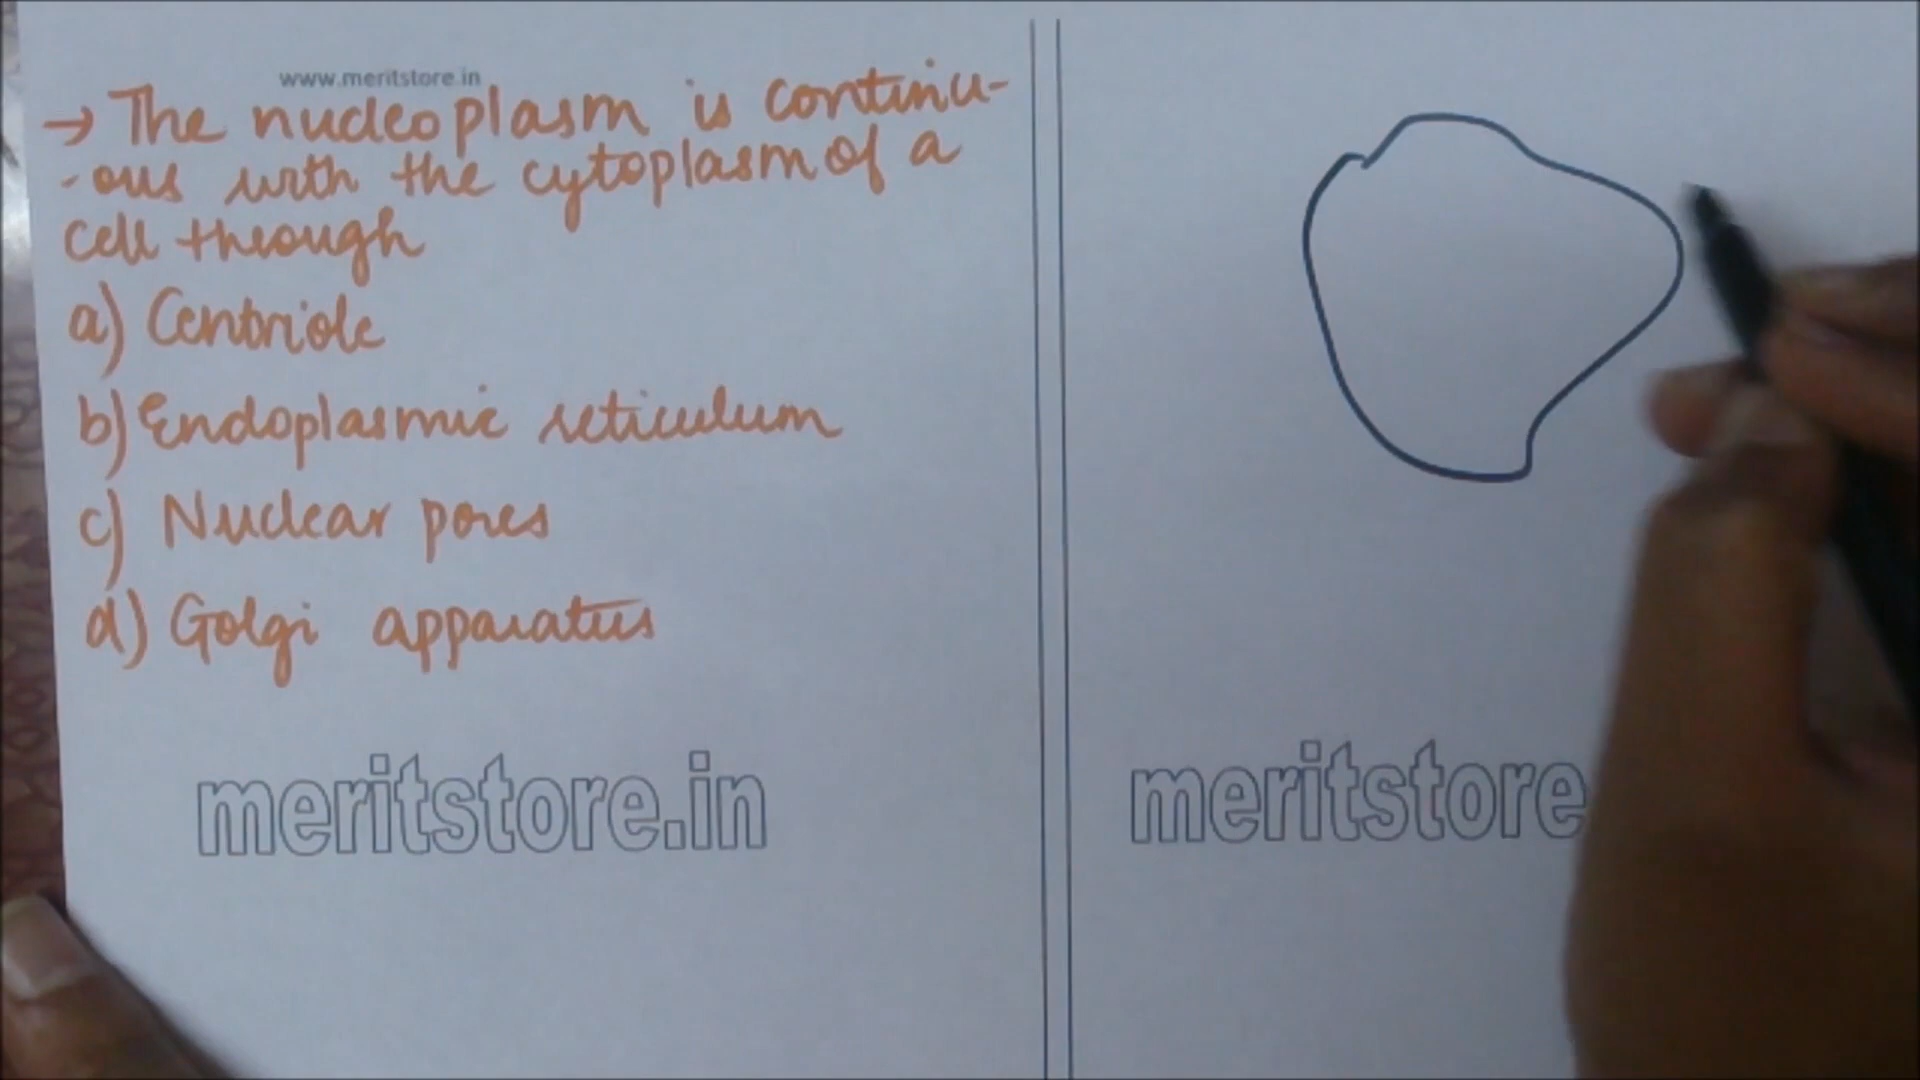 www.meritstore.in
→ The nucleoplasm is continu-
-ous with the cytoplasm of a
cell through
a) Centriole
b) Endoplasmic reticulum
c) Nuclear pores
d) Golgi apparatus
meritstore.in
meritstore